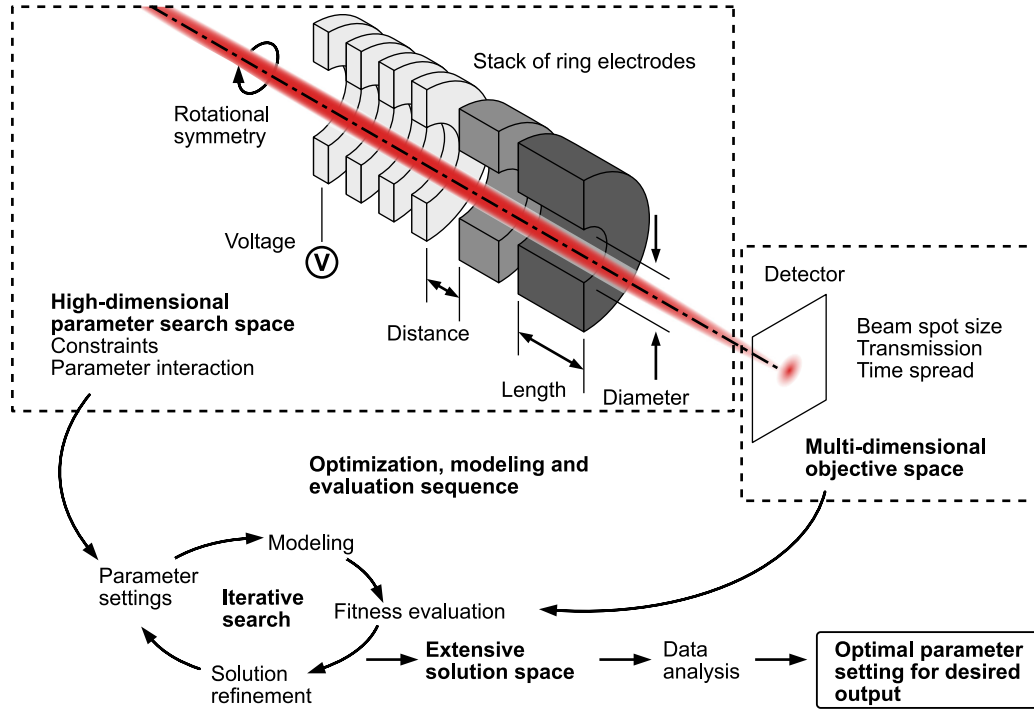 Stack of ring electrodes
Rotational
symmetry
Voltage
V
High-dimensional
parameter search space
Constraints
Parameter interaction
Distance
Length
Diameter
Detector
Beam spot size
Transmission
Time spread
Multi-dimensional
objective space
Optimization, modeling and
evaluation sequence
Modeling
Parameter
settings
Iterative
search
Fitness evaluation
Solution
refinement
Extensive
solution space
Data
analysis
Optimal parameter
setting for desired
output